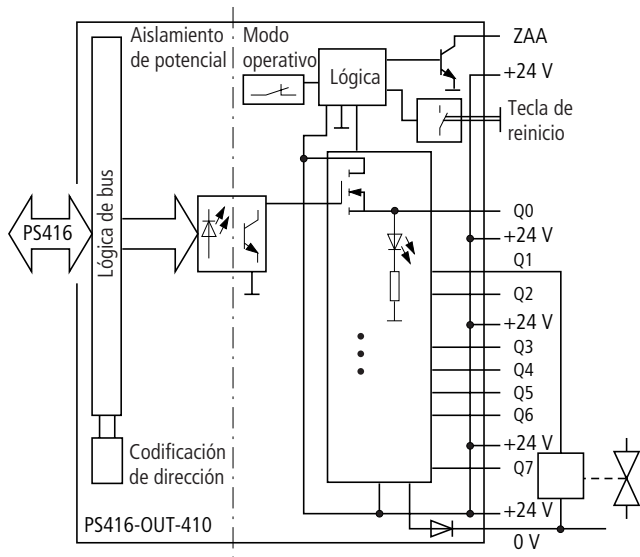 Aislamiento
de potencial
Modo
operativo
Lógica
ZAA
+24 V
Tecla de
reinicio
PS416
Lógica de bus
Q0
+24 V
Q1
Q2
+24 V
Q3
Q4
Q5
Q6
+24 V
Q7
Codificación
de dirección
+24 V
PS416-OUT-410
0 V